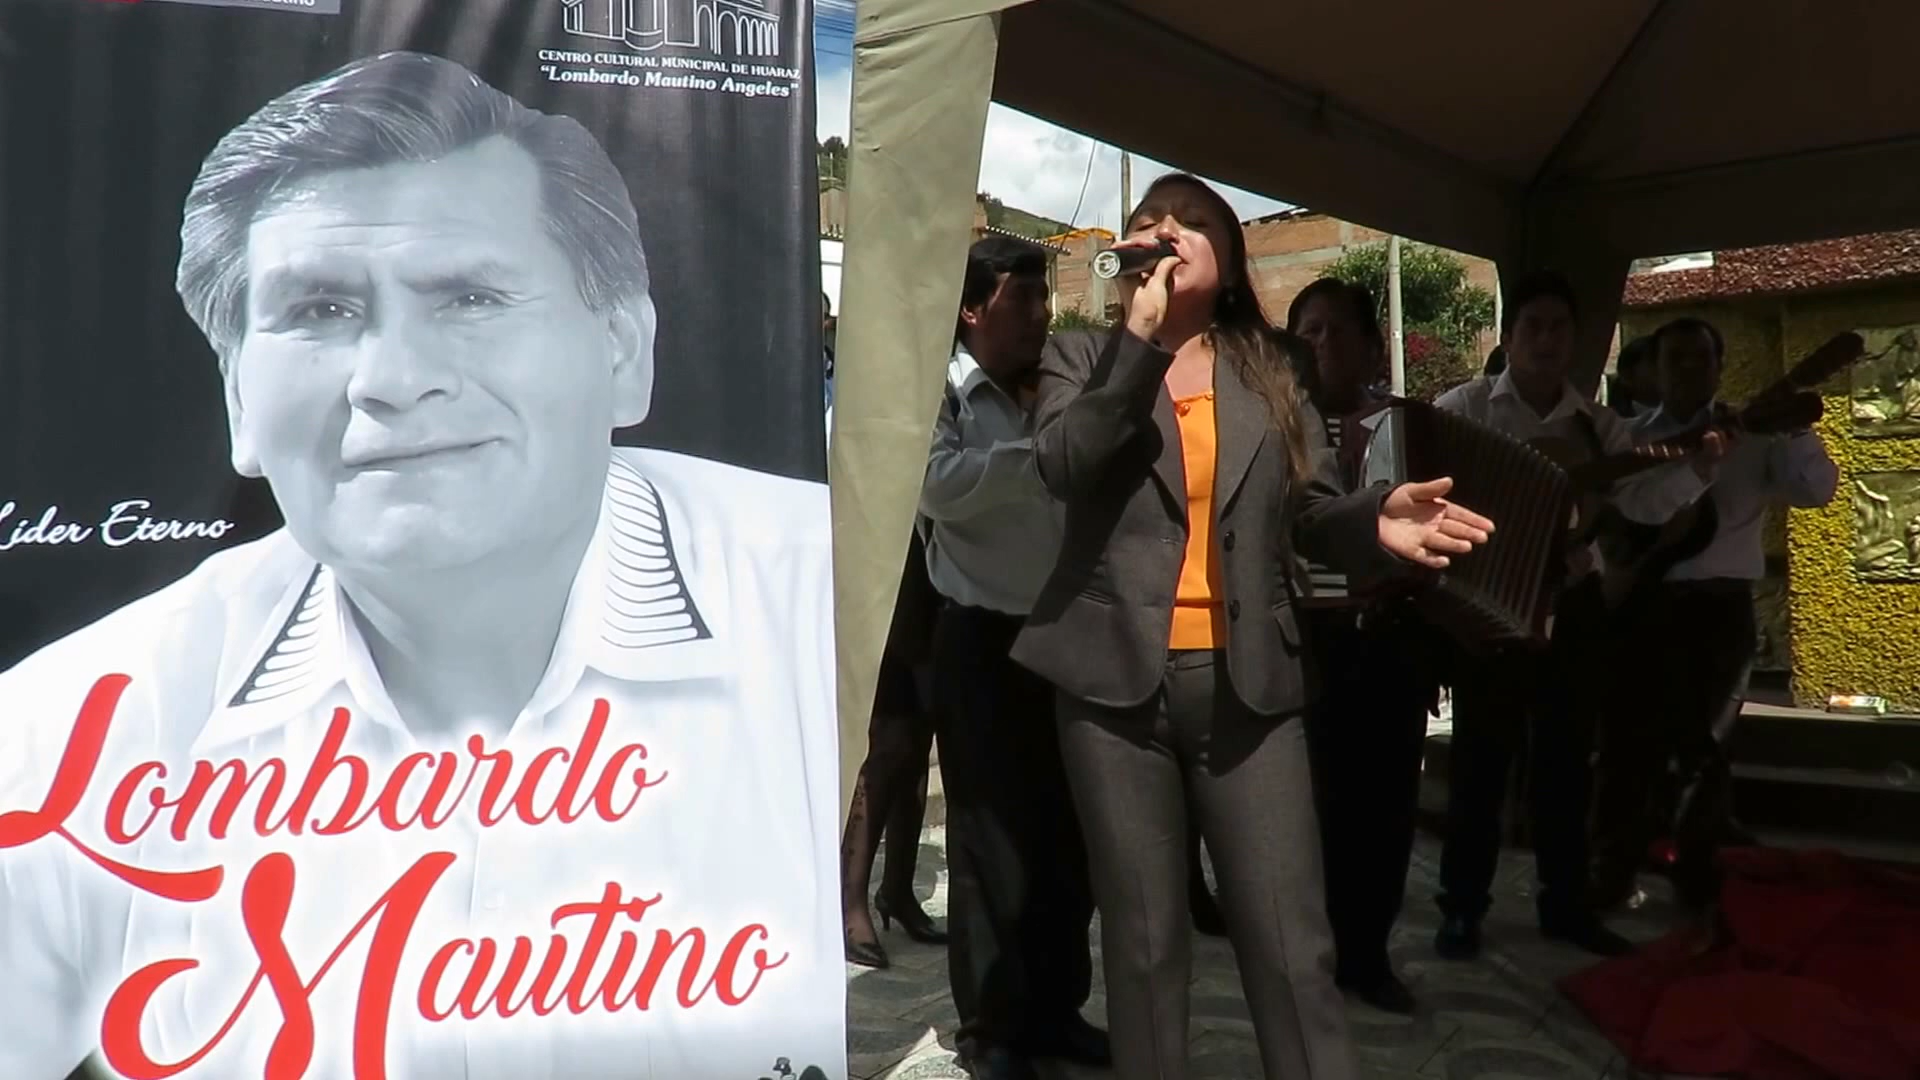 CENTRO CULTURAL MUNICIPAL DE HUARAZ
"Lombardo Mautino Angeles"
Líder Eterno
Lombardo
Mautino